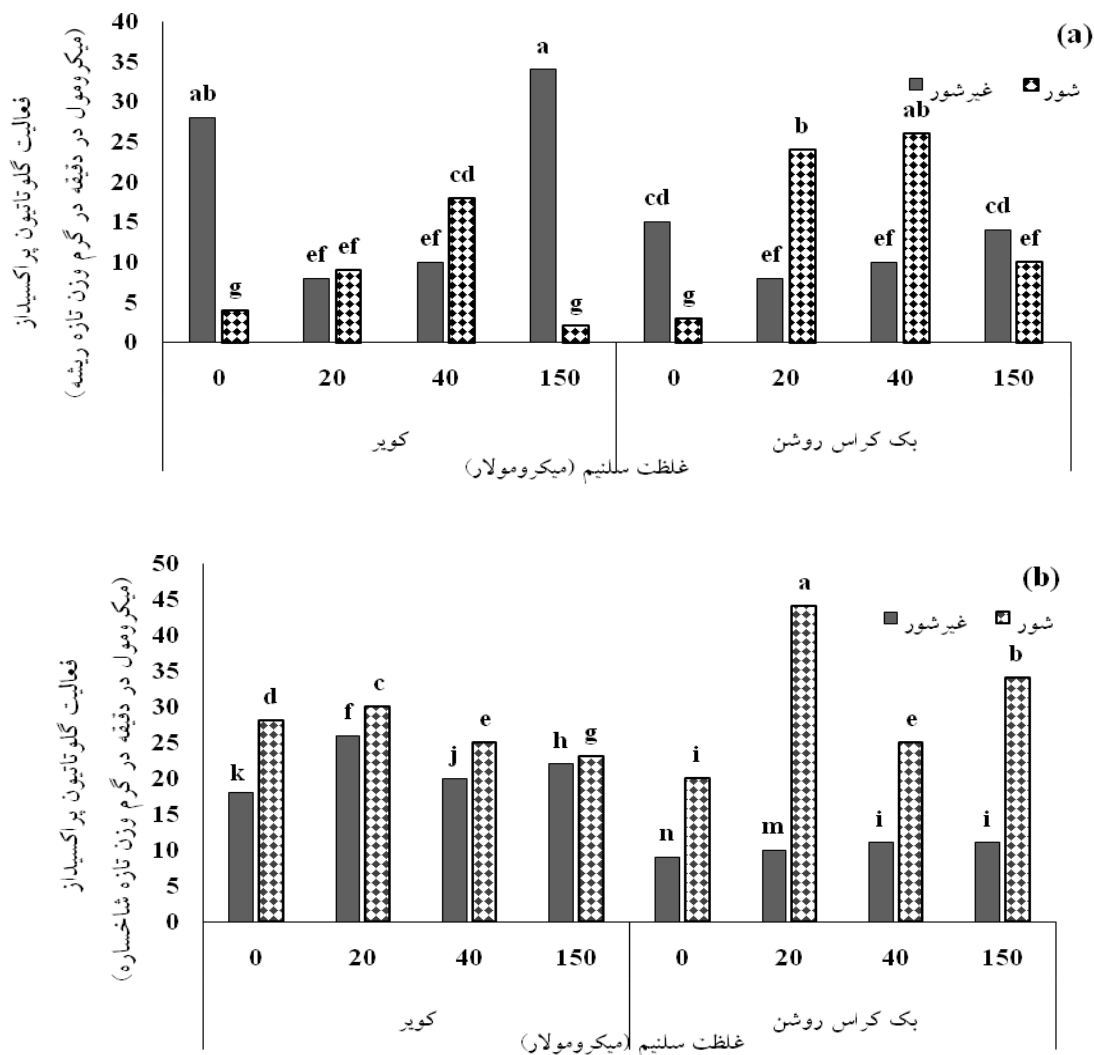 (a)
فعالیت گلوتاتیون پراکسیداز
(میکرومول در دقیقه در گرم وزن تازه ریشه)
غیرشور شور
40
35
30
25
20
15
10
5
0
ab g ef ef ef cd a g cd g ef b ef ab cd ef
0 20 40 150 0 20 40 150
کویر بک کراس روشن
غلظت سلنیم (میکرومولار)
(b)
فعالیت گلوتاتیون پراکسیداز
(میکرومول در دقیقه در گرم وزن تازه شاخساره)
غیرشور شور
50
45
40
35
30
25
20
15
10
5
0
k d f c j e h g n i m a i e i b
0 20 40 150 0 20 40 150
کویر بک کراس روشن
غلظت سلنیم (میکرومولار)